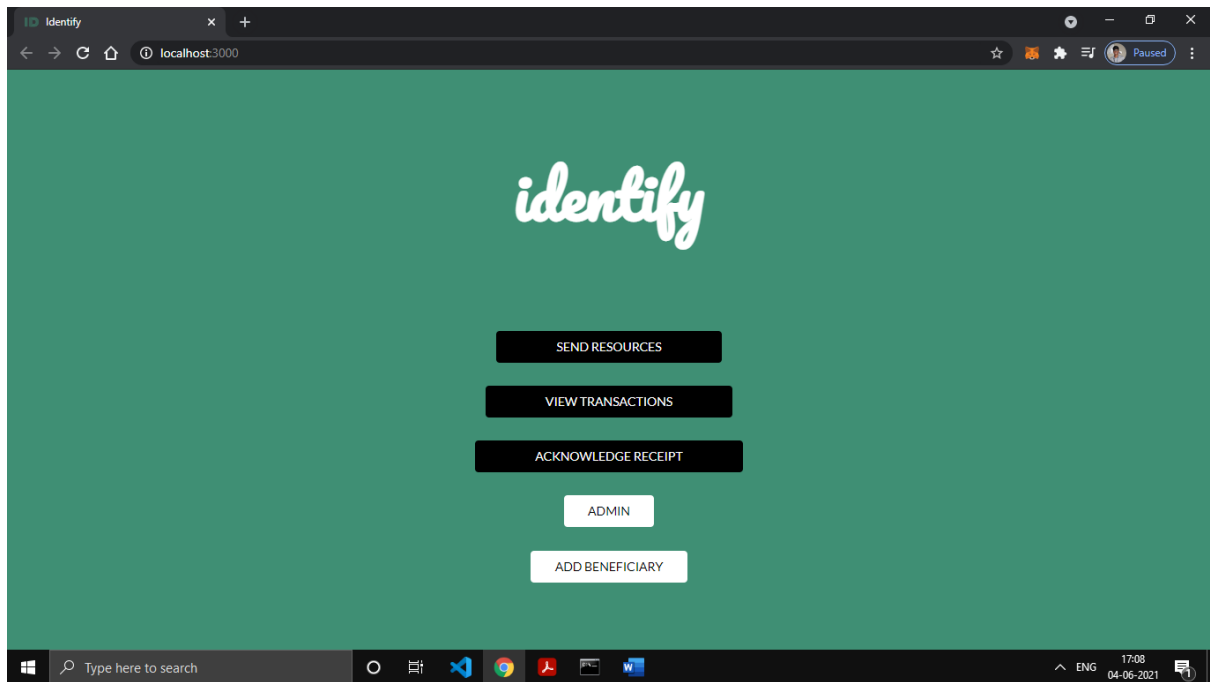 ID Identify
localhost:3000
Paused
identify
SEND RESOURCES
VIEW TRANSACTIONS
ACKNOWLEDGE RECEIPT
ADMIN
ADD BENEFICIARY
Type here to search
W
ENG
17:08
04-06-2021
1